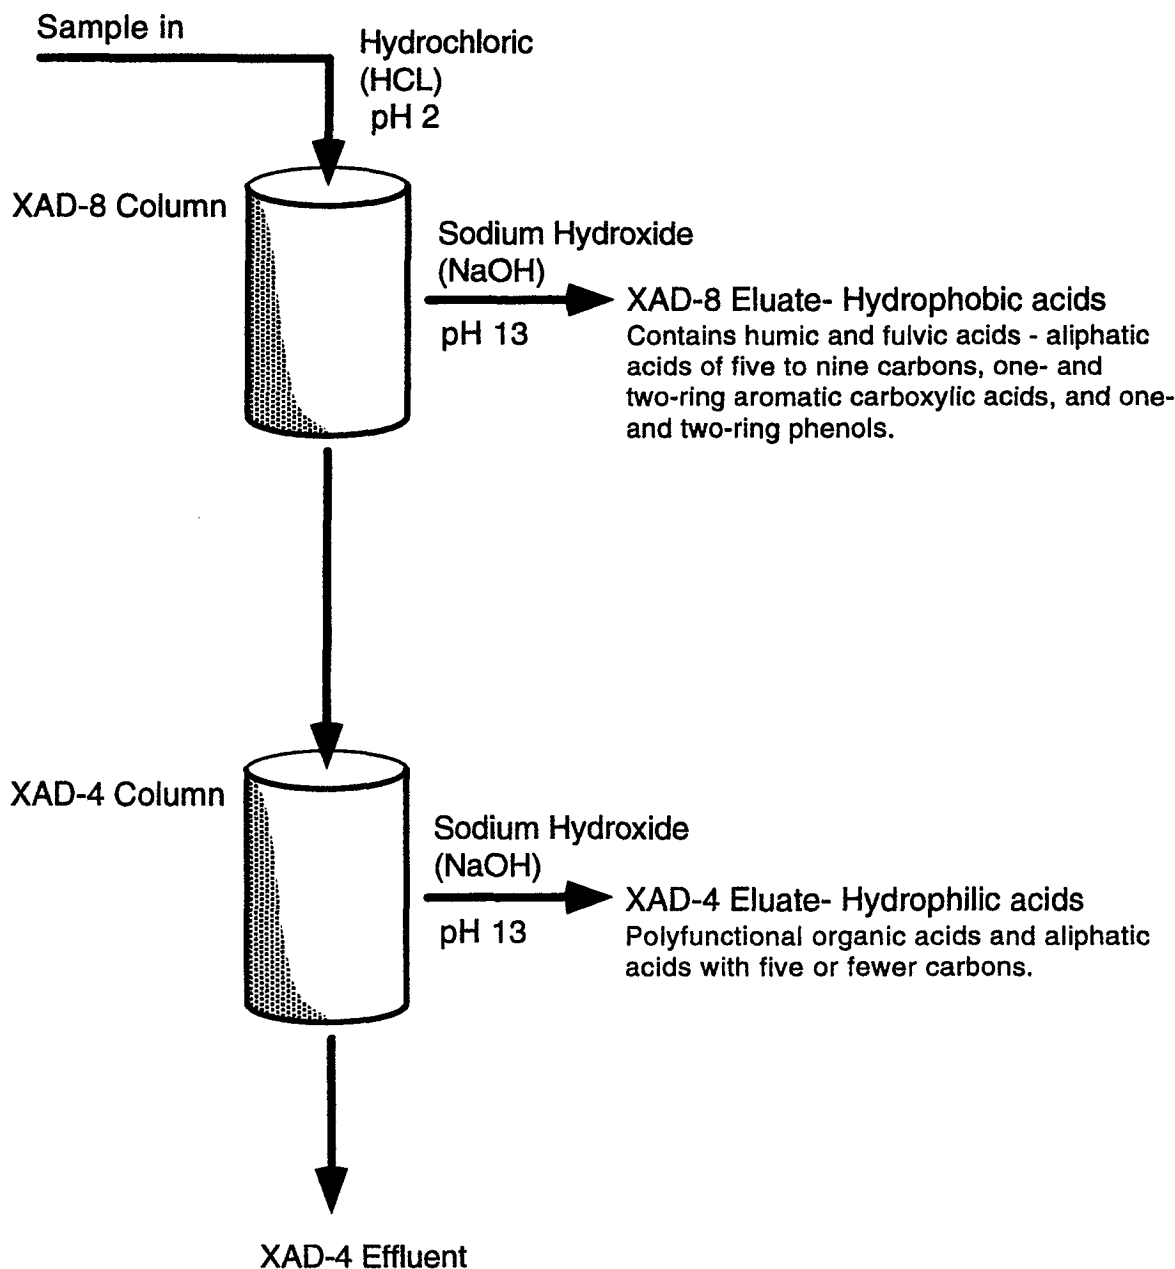 Sample in
Hydrochloric
(HCL)
pH 2
XAD-8 Column
Sodium Hydroxide
(NaOH)
pH 13
XAD-8 Eluate- Hydrophobic acids
Contains humic and fulvic acids - aliphatic
acids of five to nine carbons, one- and
two-ring aromatic carboxylic acids, and one-
and two-ring phenols.
XAD-4 Column
Sodium Hydroxide
(NaOH)
pH 13
XAD-4 Eluate- Hydrophilic acids
Polyfunctional organic acids and aliphatic
acids with five or fewer carbons.
XAD-4 Effluent